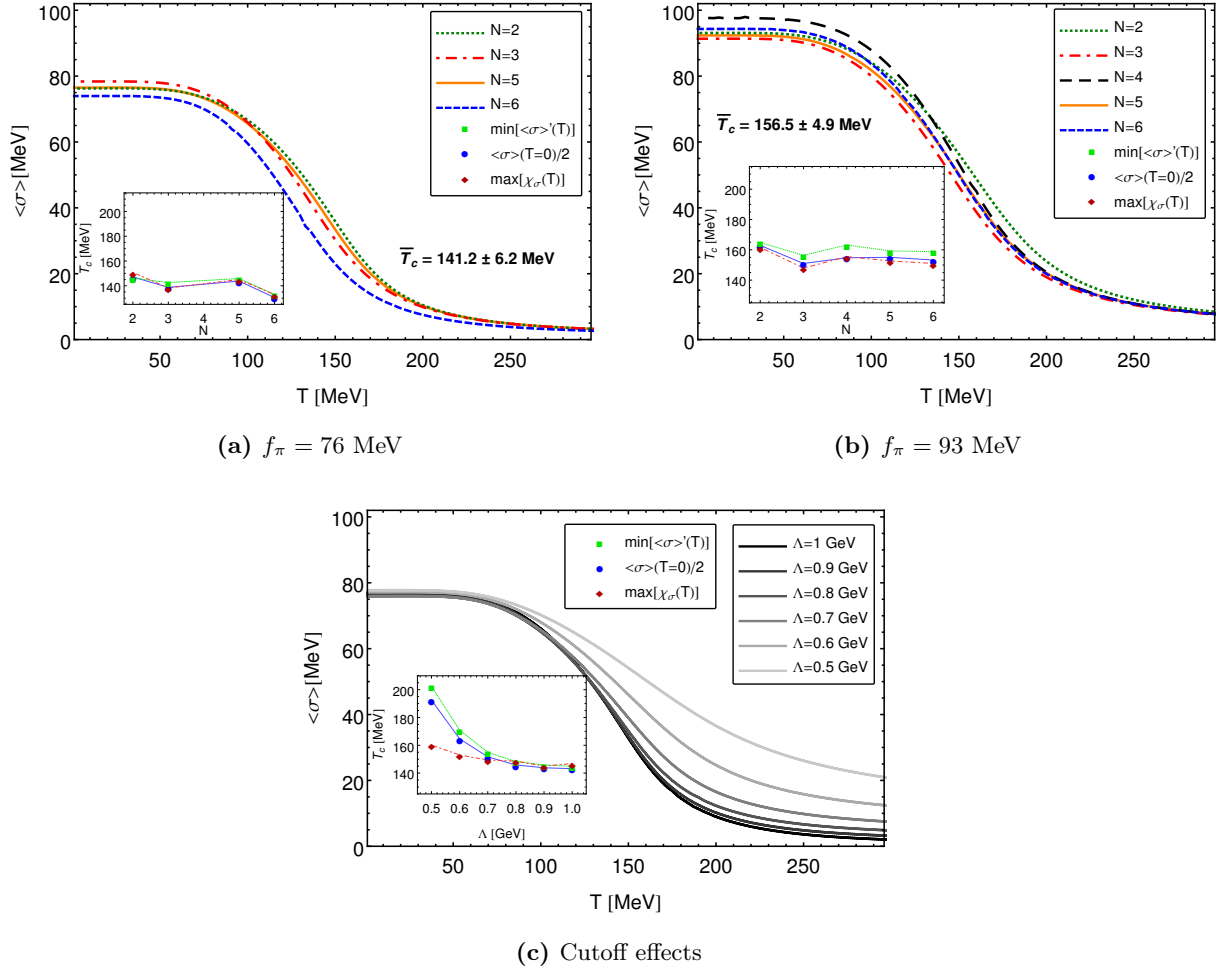 100
80
60
40
20
0
<σ> [MeV]
N=2
N=3
N=5
N=6
min[<σ>'(T)]
<σ>(T=0)/2
max[χσ(T)]
T̅c = 141.2 ± 6.2 MeV
200
180
160
140
Tc [MeV]
2 3 4 5 6
N
50 100 150 200 250
T [MeV]
(a) fπ = 76 MeV
100
80
60
40
20
0
<σ> [MeV]
N=2
N=3
N=4
N=5
N=6
min[<σ>'(T)]
<σ>(T=0)/2
max[χσ(T)]
T̅c = 156.5 ± 4.9 MeV
200
180
160
140
Tc [MeV]
2 3 4 5 6
N
50 100 150 200 250
T [MeV]
(b) fπ = 93 MeV
100
80
60
40
20
0
<σ> [MeV]
min[<σ>'(T)]
<σ>(T=0)/2
max[χσ(T)]
Λ=1 GeV
Λ=0.9 GeV
Λ=0.8 GeV
Λ=0.7 GeV
Λ=0.6 GeV
Λ=0.5 GeV
200
180
160
140
Tc [MeV]
0.5 0.6 0.7 0.8 0.9 1.0
Λ [GeV]
50 100 150 200 250
T [MeV]
(c) Cutoff effects